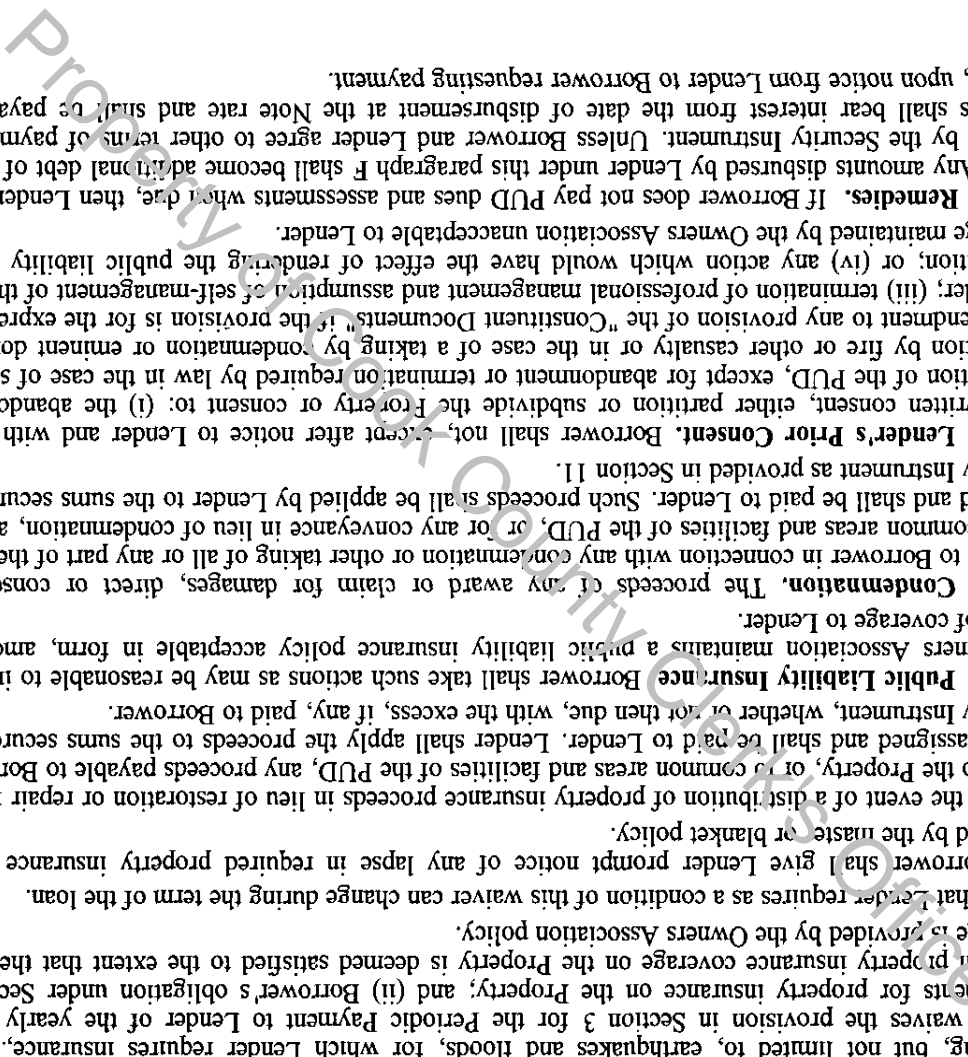 ng, but not limited to, earthquakes and floods, for which Lender requires insurance,
waives the provision in Section 3 for the Periodic Payment to Lender of the yearly
ents for property insurance on the Property; and (ii) Borrower's obligation under Sec
n property insurance coverage on the Property is deemed satisfied to the extent that the
e is provided by the Owners Association policy.
hat Lender requires as a condition of this waiver can change during the term of the loan.
orrower shall give Lender prompt notice of any lapse in required property insurance
d by the master or blanket policy.
the event of a distribution of property insurance proceeds in lieu of restoration or repair
o the Property, or to common areas and facilities of the PUD, any proceeds payable to Bor
assigned and shall be paid to Lender. Lender shall apply the proceeds to the sums secure
y Instrument, whether or not then due, with the excess, if any, paid to Borrower.
Public Liability Insurance Borrower shall take such actions as may be reasonable to in
ners Association maintains a public liability insurance policy acceptable in form, amo
of coverage to Lender.
Condemnation. The proceeds of any award or claim for damages, direct or conse
to Borrower in connection with any condemnation or other taking of all or any part of the
ommon areas and facilities of the PUD, or for any conveyance in lieu of condemnation, a
d and shall be paid to Lender. Such proceeds shall be applied by Lender to the sums secur
y Instrument as provided in Section 11.
Lender's Prior Consent. Borrower shall not, except after notice to Lender and with
ritten consent, either partition or subdivide the Property or consent to: (i) the abando
tion of the PUD, except for abandonment or termination required by law in the case of s
tion by fire or other casualty or in the case of a taking by condemnation or eminent do
endment to any provision of the "Constituent Documents" if the provision is for the expre
der; (iii) termination of professional management and assumption of self-management of th
tion; or (iv) any action which would have the effect of rendering the public liability
ge maintained by the Owners Association unacceptable to Lender.
Remedies. If Borrower does not pay PUD dues and assessments when due, then Lender
Any amounts disbursed by Lender under this paragraph F shall become additional debt of
by the Security Instrument. Unless Borrower and Lender agree to other terms of paym
s shall bear interest from the date of disbursement at the Note rate and shall be paya
, upon notice from Lender to Borrower requesting payment.
Property of Cook County Clerk's Office